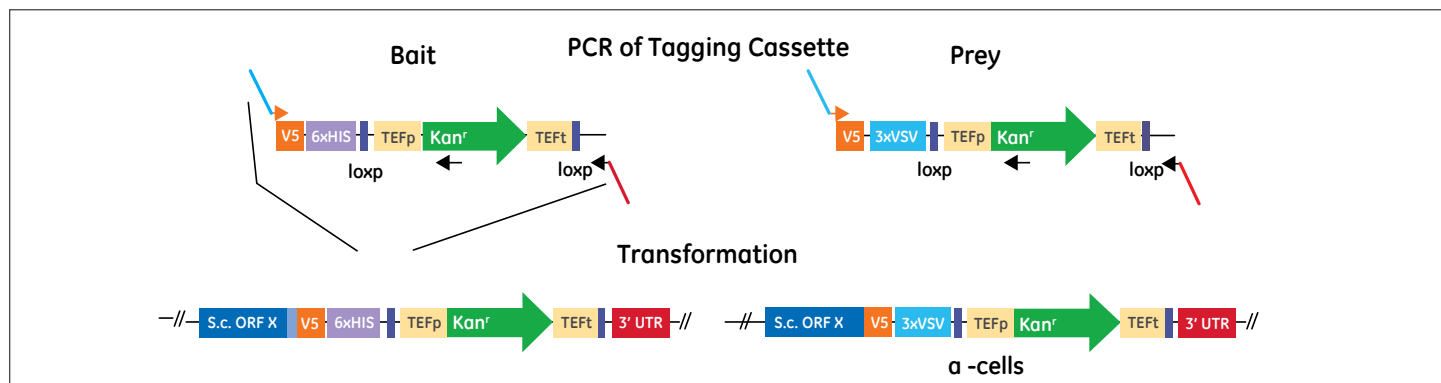 PCR of Tagging Cassette
Bait
Prey
V5 6xHIS TEFp Kanʳ TEFt
loxp loxp
V5 3xVSV TEFp Kanʳ TEFt
loxp loxp
Transformation
S.c. ORF X V5 6xHIS TEFp Kanʳ TEFt 3' UTR
S.c. ORF X V5 3xVSV TEFp Kanʳ TEFt 3' UTR
α -cells